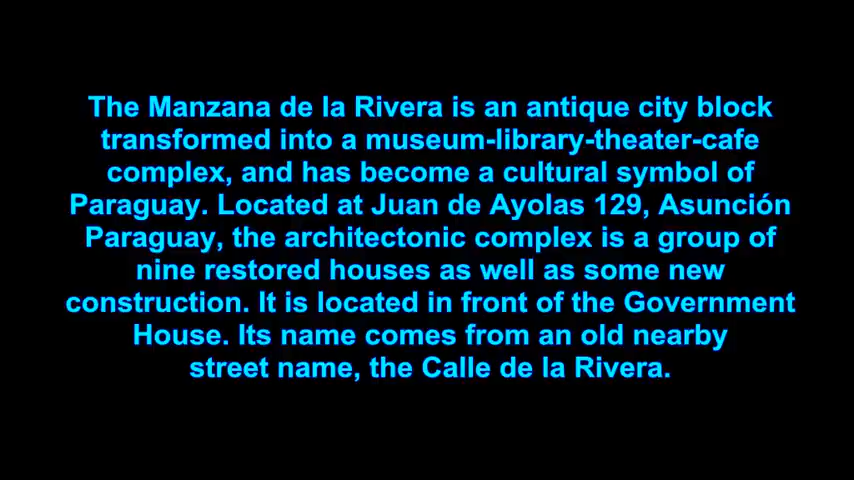 The Manzana de la Rivera is an antique city block
transformed into a museum-library-theater-cafe
complex, and has become a cultural symbol of
Paraguay. Located at Juan de Ayolas 129, Asunción
Paraguay, the architectonic complex is a group of
nine restored houses as well as some new
construction. It is located in front of the Government
House. Its name comes from an old nearby
street name, the Calle de la Rivera.